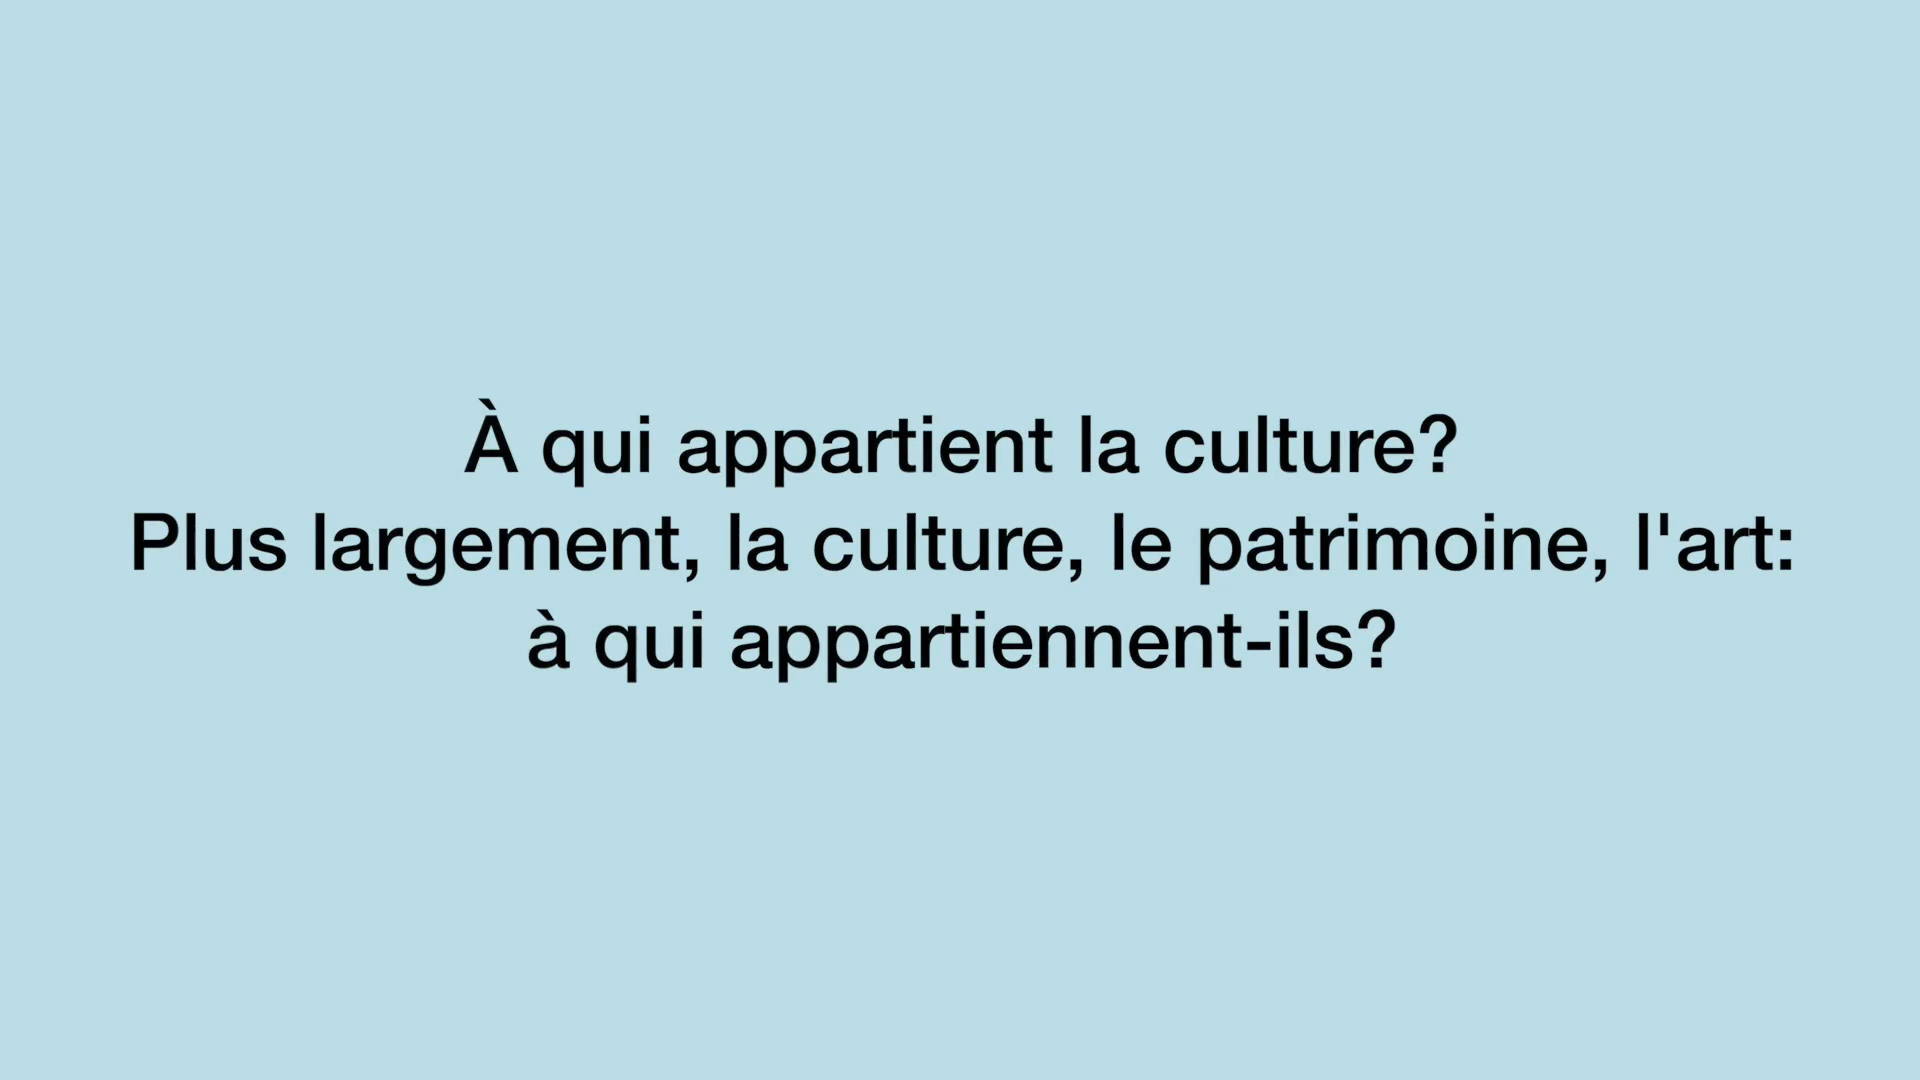 À qui appartient la culture?
Plus largement, la culture, le patrimoine, l'art:
à qui appartiennent-ils?